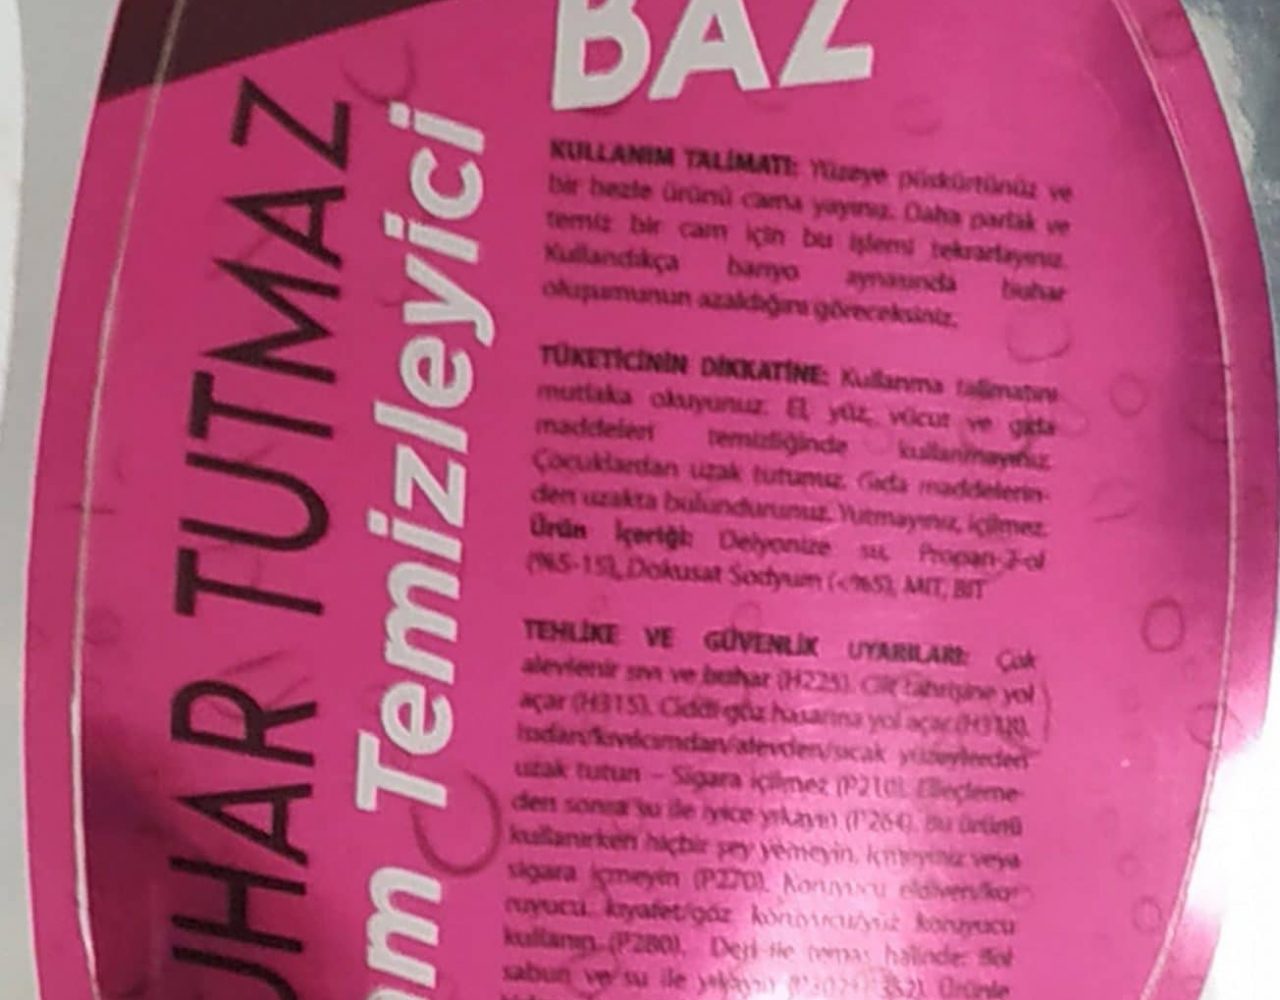 BAZ
UHAR TUTMAZ
m Temizleyici
KULLANIM TALİMATI: Yüzeye püskürtünüz ve
bir bezle ürünü cama yayınız. Daha parlak ve
temiz bir cam için bu işlemi tekrarlayınız.
Kullandıkça banyo aynasında buhar
oluşumunun azaldığını göreceksiniz.
TÜKETİCİNİN DİKKATİNE: Kullanma talimatını
mutlaka okuyunuz. El, yüz, vücut ve gıda
maddeleri temizliğinde kullanmayınız.
Çocuklardan uzak tutunuz. Gıda maddelerin-
den uzakta bulundurunuz. Yutmayınız, içilmez.
Ürün İçeriği: Deiyonize su, Propan-2-ol
(%5-15), Dokusat Sodyum (<%5), MIT, BIT
TEHLİKE VE GÜVENLİK UYARILARI: Çok
alevlenir sıvı ve buhar (H225). Cilt tahrişine yol
açar (H315). Ciddi göz hasarına yol açar (H318).
Isıdan/kıvılcımdan/alevden/sıcak yüzeylerden
uzak tutun – Sigara içilmez (P210). Elleçleme-
den sonra su ile iyice yıkayın (P264). Bu ürünü
kullanırken hiçbir şey yemeyin, içmeyiniz veya
sigara içmeyin (P270). Koruyucu eldiven/ko-
ruyucu kıyafet/göz koruyucu/yüz koruyucu
kullanın (P280). Deri ile temas halinde: Bol
sabun ve su ile yıkayın Ürünle